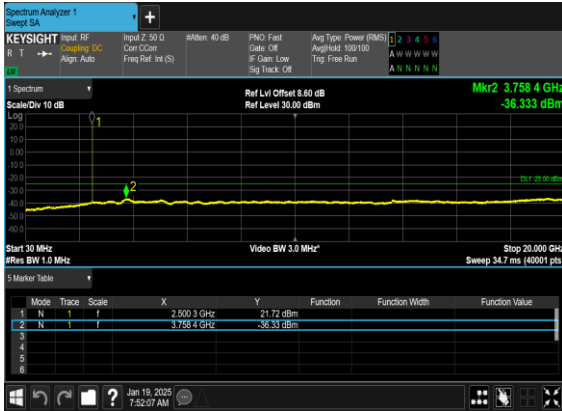 Spectrum Analyzer 1
Swept SA
+
KEYSIGHT
R T
Input: RF
Coupling: DC
Align: Auto
Input Z: 50 Ω
Corr CCorr
Freq Ref: Int (S)
#Atten: 40 dB
PNO: Fast
Gate: Off
IF Gain: Low
Sig Track: Off
Avg Type: Power (RMS)
Avg|Hold: 100/100
Trig: Free Run
1 2 3 4 5 6
A W W W W W
A N N N N N
1 Spectrum
Scale/Div 10 dB
Ref Lvl Offset 8.60 dB
Ref Level 30.00 dBm
Mkr2 3.758 4 GHz
-36.333 dBm
Log
20.0
10.0
0.00
-10.0
-20.0
-30.0
-40.0
-50.0
-60.0
1
2
DL1 -25.00 dBm
Start 30 MHz
#Res BW 1.0 MHz
Video BW 3.0 MHz*
Stop 20.000 GHz
Sweep 34.7 ms (40001 pts)
5 Marker Table
Mode Trace Scale X Y Function Function Width Function Value
1 N 1 f 2.500 3 GHz 21.72 dBm
2 N 1 f 3.758 4 GHz -36.33 dBm
3
4
5
6
?
Jan 19, 2025
7:52:07 AM